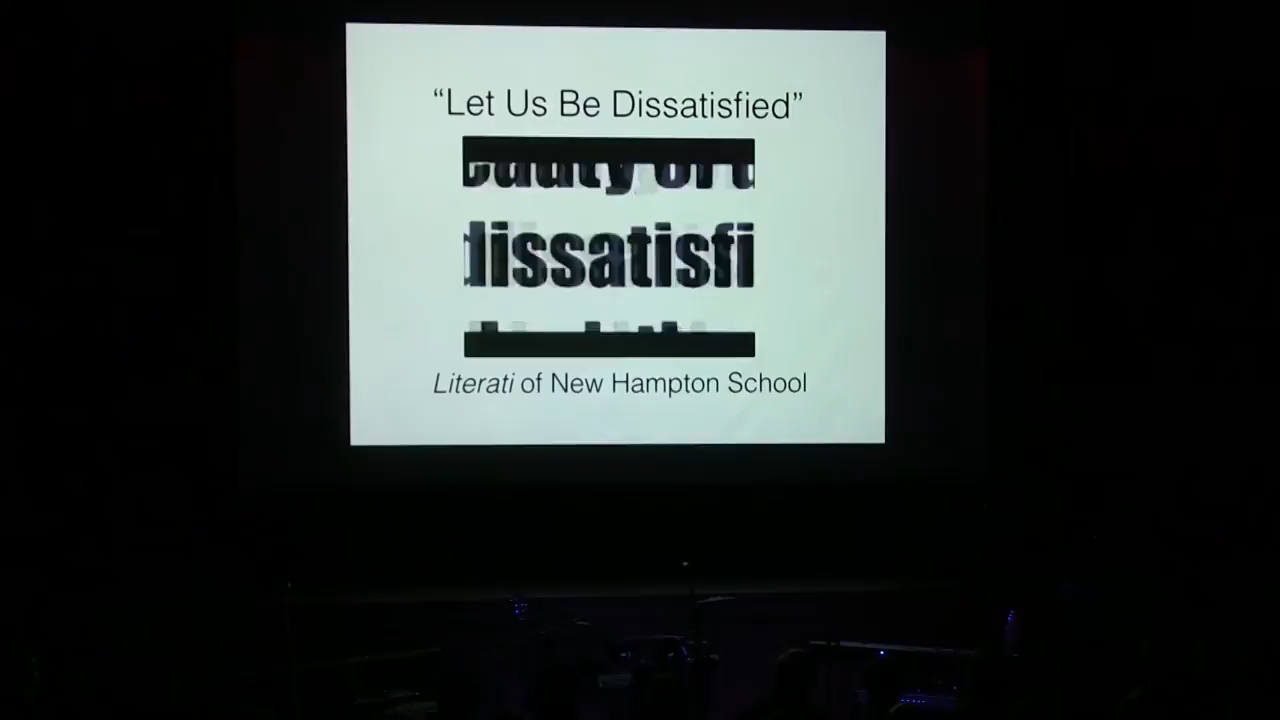 “Let Us Be Dissatisfied”
dissatisfi
Literati of New Hampton School